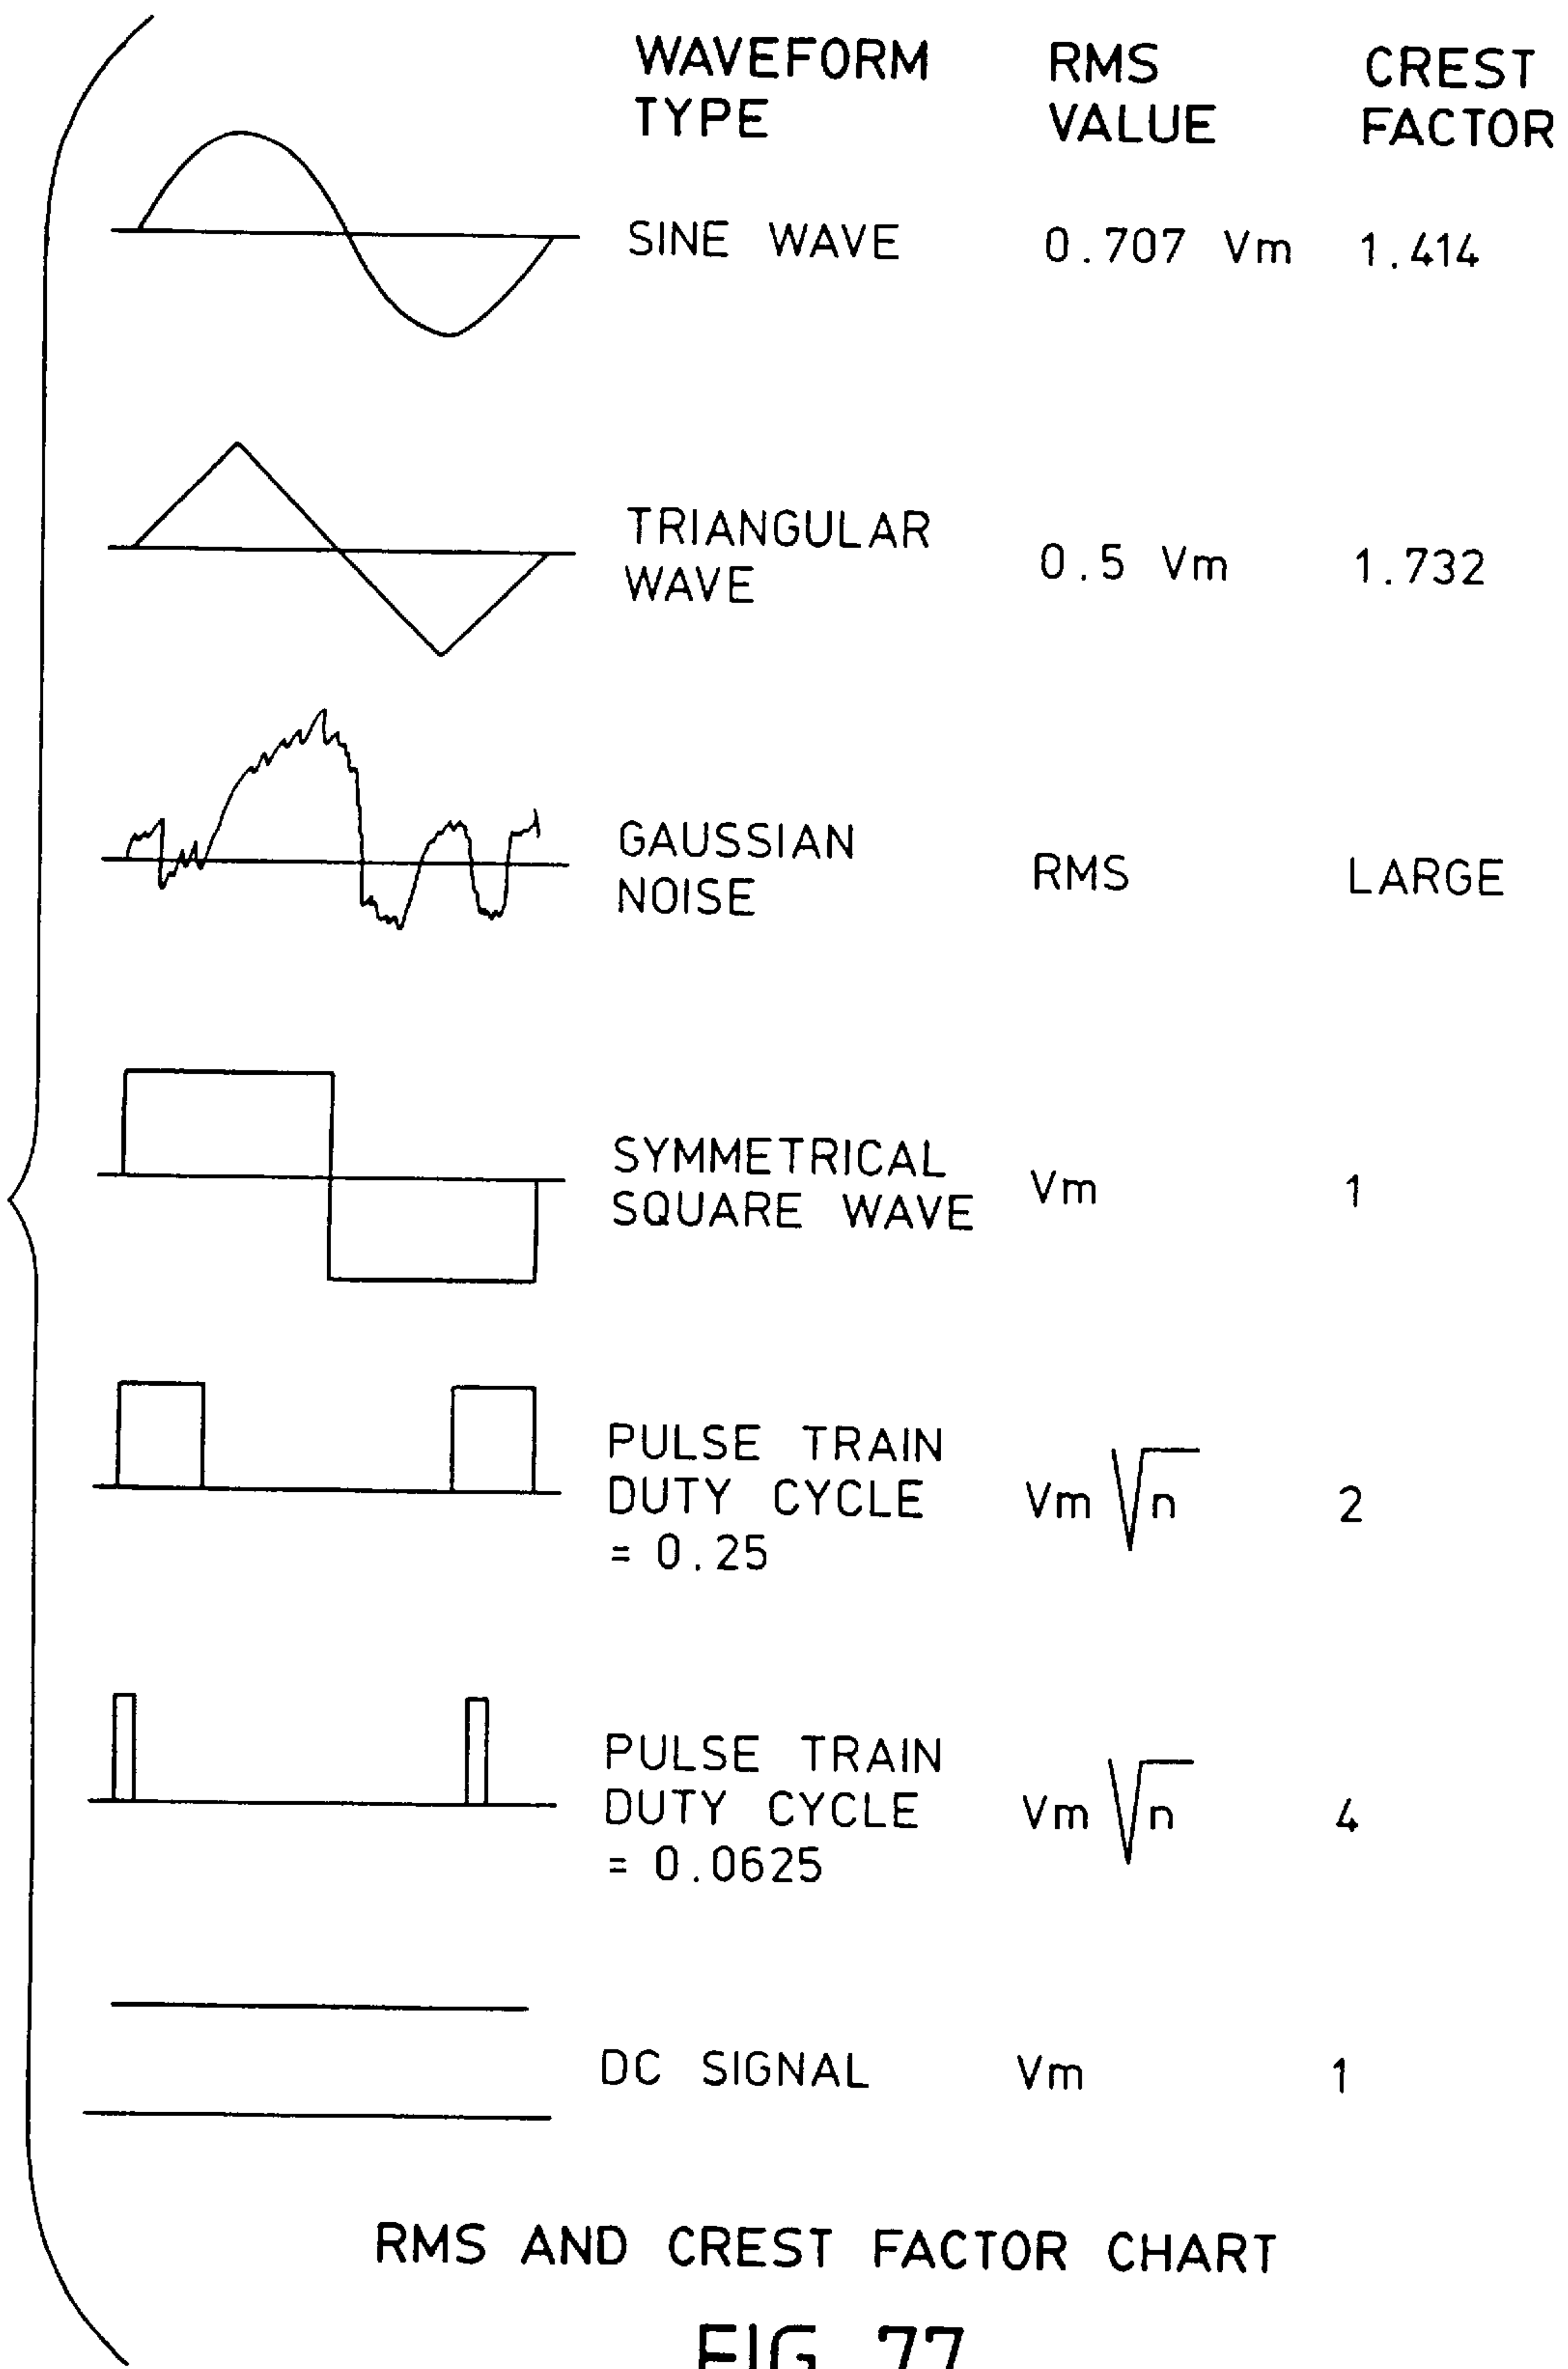 WAVEFORM TYPE RMS VALUE CREST FACTOR
SINE WAVE 0.707 Vm 1.414
TRIANGULAR WAVE 0.5 Vm 1.732
GAUSSIAN NOISE RMS LARGE
SYMMETRICAL SQUARE WAVE Vm 1
PULSE TRAIN DUTY CYCLE = 0.25 Vm √n 2
PULSE TRAIN DUTY CYCLE = 0.0625 Vm √n 4
DC SIGNAL Vm 1
RMS AND CREST FACTOR CHART
FIG 77